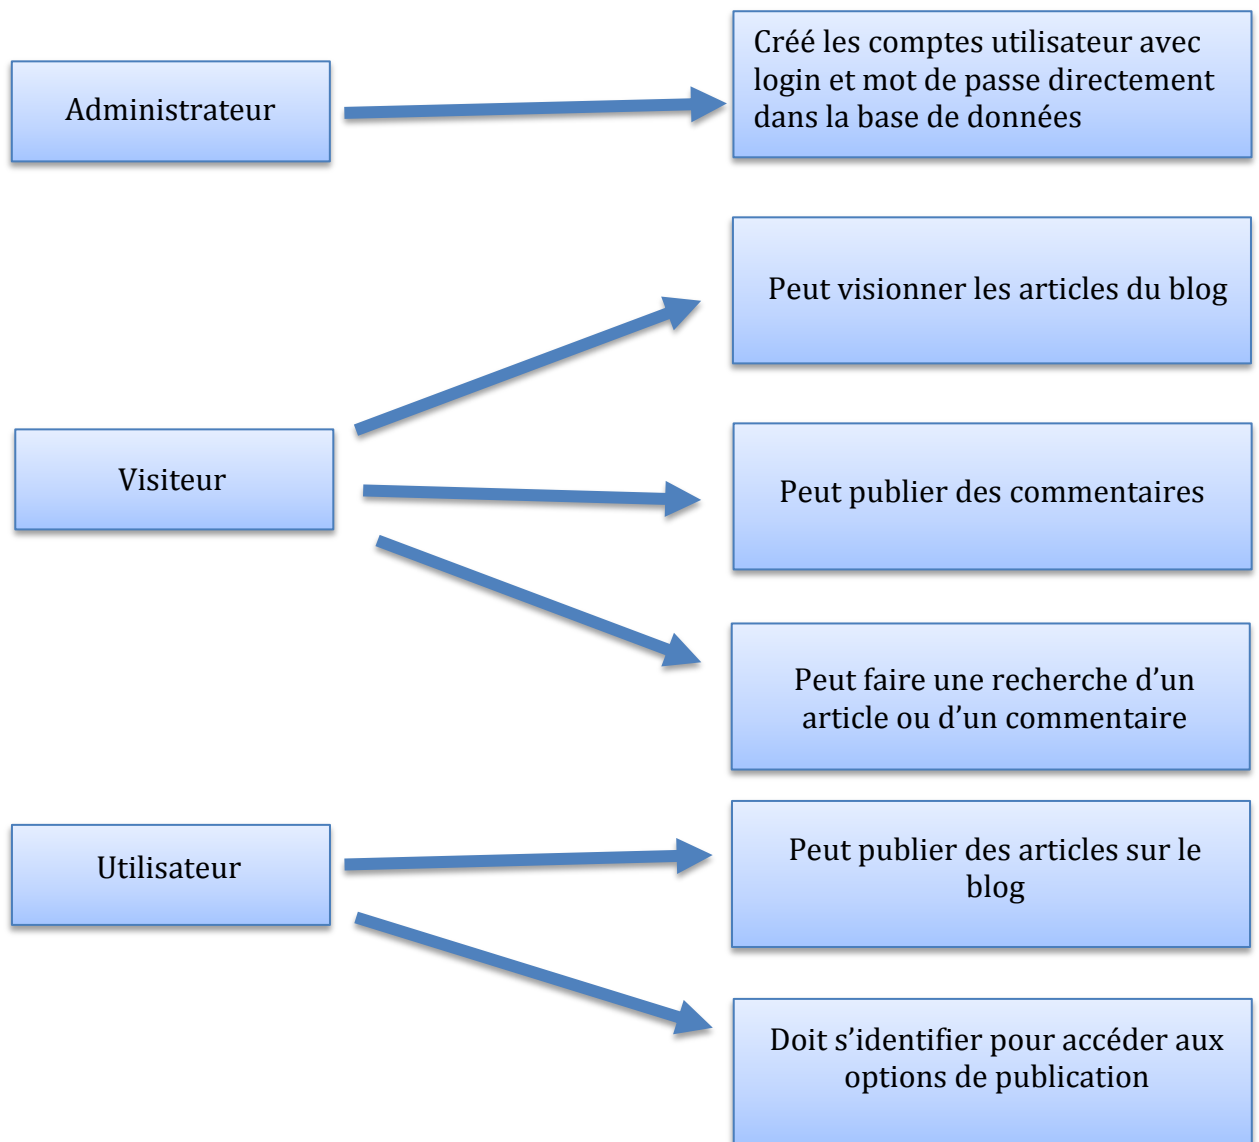 Administrateur
Créé les comptes utilisateur avec
login et mot de passe directement
dans la base de données
Peut visionner les articles du blog
Visiteur
Peut publier des commentaires
Peut faire une recherche d’un
article ou d’un commentaire
Utilisateur
Peut publier des articles sur le
blog
Doit s’identifier pour accéder aux
options de publication